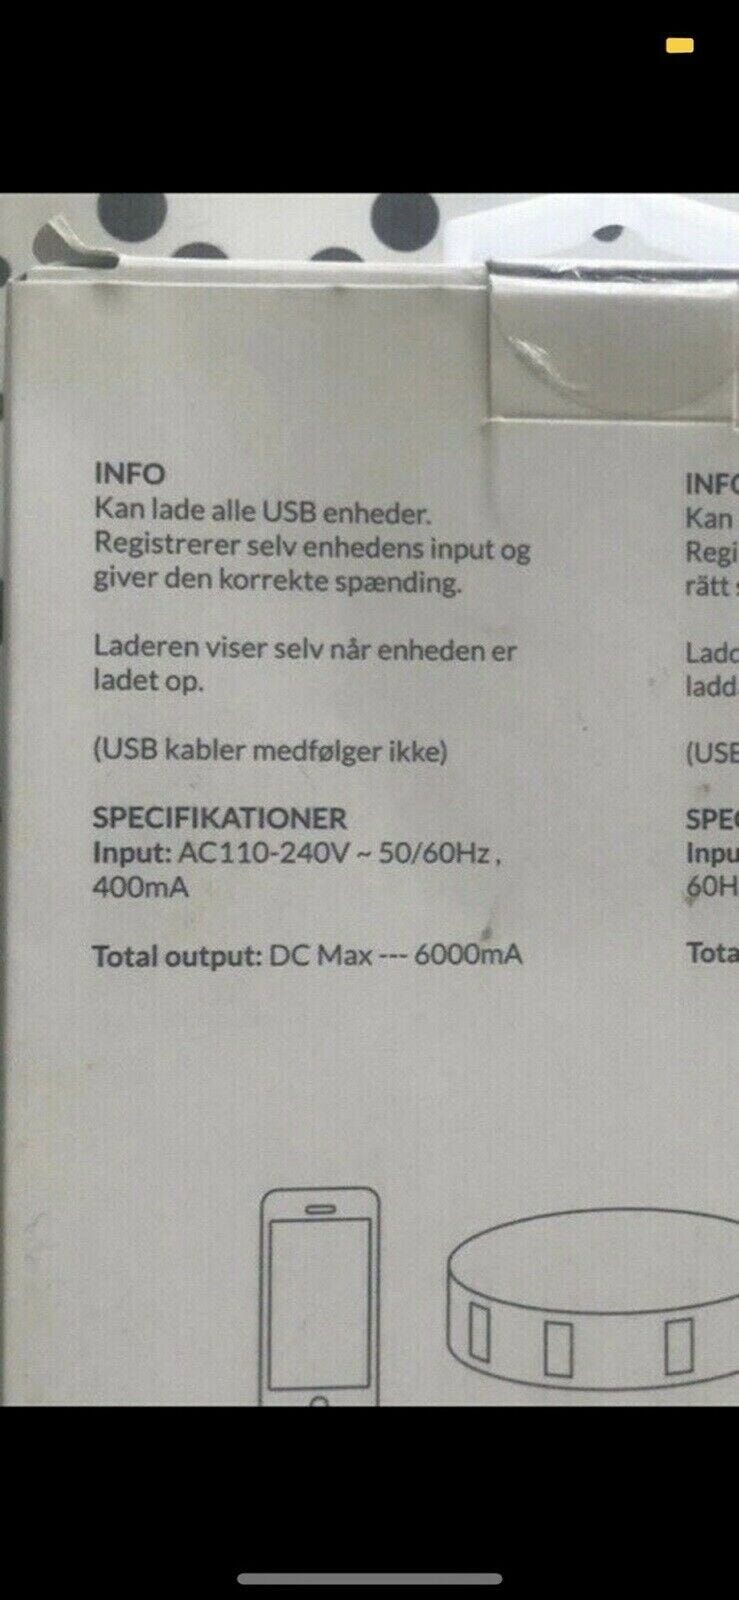 INFO
Kan lade alle USB enheder.
Registrerer selv enhedens input og
giver den korrekte spænding.
Laderen viser selv når enheden er
ladet op.
(USB kabler medfølger ikke)
SPECIFIKATIONER
Input: AC110-240V ~ 50/60Hz,
400mA
Total output: DC Max --- 6000mA
INFO
Kan
Regi
rätt
Ladd
ladd
(USB
SPE
Inpu
60H
Tota